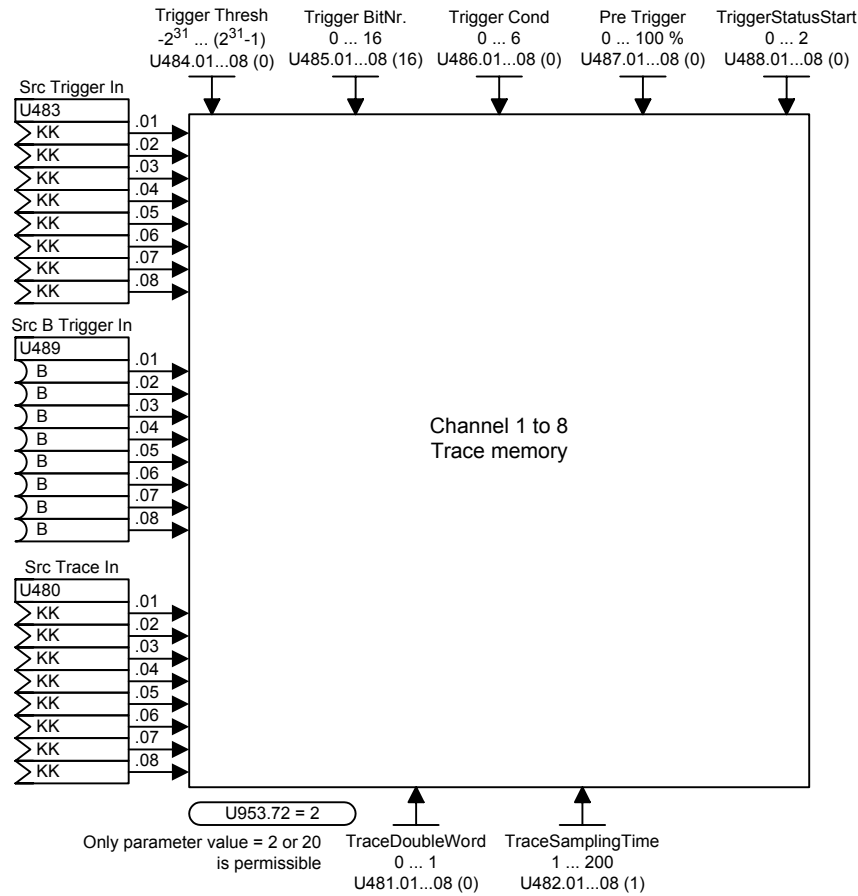 Trigger Thresh
-2^31 ... (2^31-1)
U484.01...08 (0)
Trigger BitNr.
0 ... 16
U485.01...08 (16)
Trigger Cond
0 ... 6
U486.01...08 (0)
Pre Trigger
0 ... 100 %
U487.01...08 (0)
TriggerStatusStart
0 ... 2
U488.01...08 (0)
Src Trigger In
U483
KK .01
KK .02
KK .03
KK .04
KK .05
KK .06
KK .07
KK .08
Src B Trigger In
U489
B .01
B .02
B .03
B .04
B .05
B .06
B .07
B .08
Channel 1 to 8
Trace memory
Src Trace In
U480
KK .01
KK .02
KK .03
KK .04
KK .05
KK .06
KK .07
KK .08
U953.72 = 2
Only parameter value = 2 or 20
is permissible
TraceDoubleWord
0 ... 1
U481.01...08 (0)
TraceSamplingTime
1 ... 200
U482.01...08 (1)